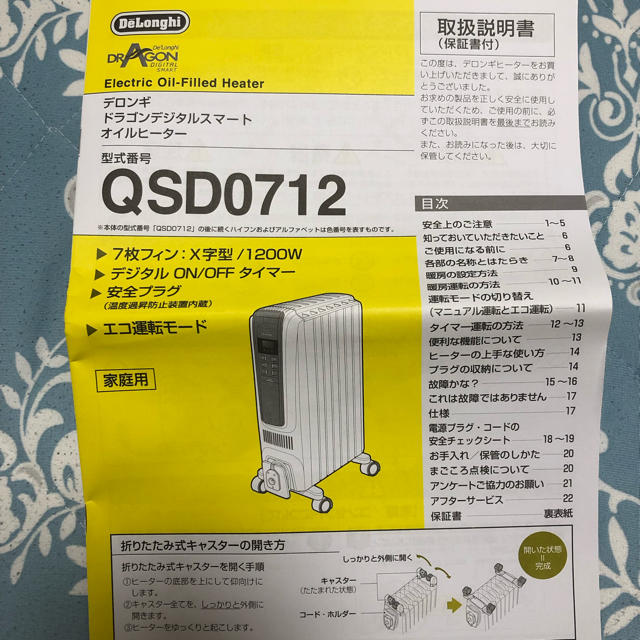 DeLonghi
De'Longhi
DRAGON
DIGITAL
SMART
Electric Oil-Filled Heater
デロンギ
ドラゴンデジタルスマート
オイルヒーター
型式番号
QSD0712
※本体の型式番号「QSD0712」の後に続くハイフンおよびアルファベットは色番号を表すものです。
▶ 7枚フィン:X字型/1200W
▶ デジタル ON/OFF タイマー
▶ 安全プラグ
(温度過昇防止装置内蔵)
▶ エコ運転モード
家庭用
取扱説明書
(保証書付)
この度は、デロンギヒーターをお買
い上げいただきまして、誠にありが
とうございました。
お求めの製品を正しく安全に使用し
ていただくため、ご使用の前に、必
ずこの取扱説明書を最後までお読み
ください。
また、お読みになった後は、大切に
保管してください。
目次
安全上のご注意 1~5
知っておいていただきたいこと 6
ご使用になる前に 6
各部の名称とはたらき 7~8
暖房の設定方法 9
暖房運転の方法 10~11
運転モードの切り替え
(マニュアル運転とエコ運転) 11
タイマー運転の方法 12~13
便利な機能について 13
ヒーターの上手な使い方 14
プラグの収納について 14
故障かな? 15~16
これは故障ではありません 17
仕様 17
電源プラグ・コードの
安全チェックシート 18~19
お手入れ/保管のしかた 20
まごころ点検について 20
アンケートご協力のお願い 21
アフターサービス 22
保証書 裏表紙
折りたたみ式キャスターの開き方
折りたたみ式キャスターを開く手順
①ヒーターの底部を上にして仰向けに
します。
②キャスター全てを、しっかりと外側に
開きます。
③ヒーターをゆっくりと起こします。
しっかりと外側に開く
キャスター
(たたまれた状態)
コード・ホルダー
開いた状態
=
完成